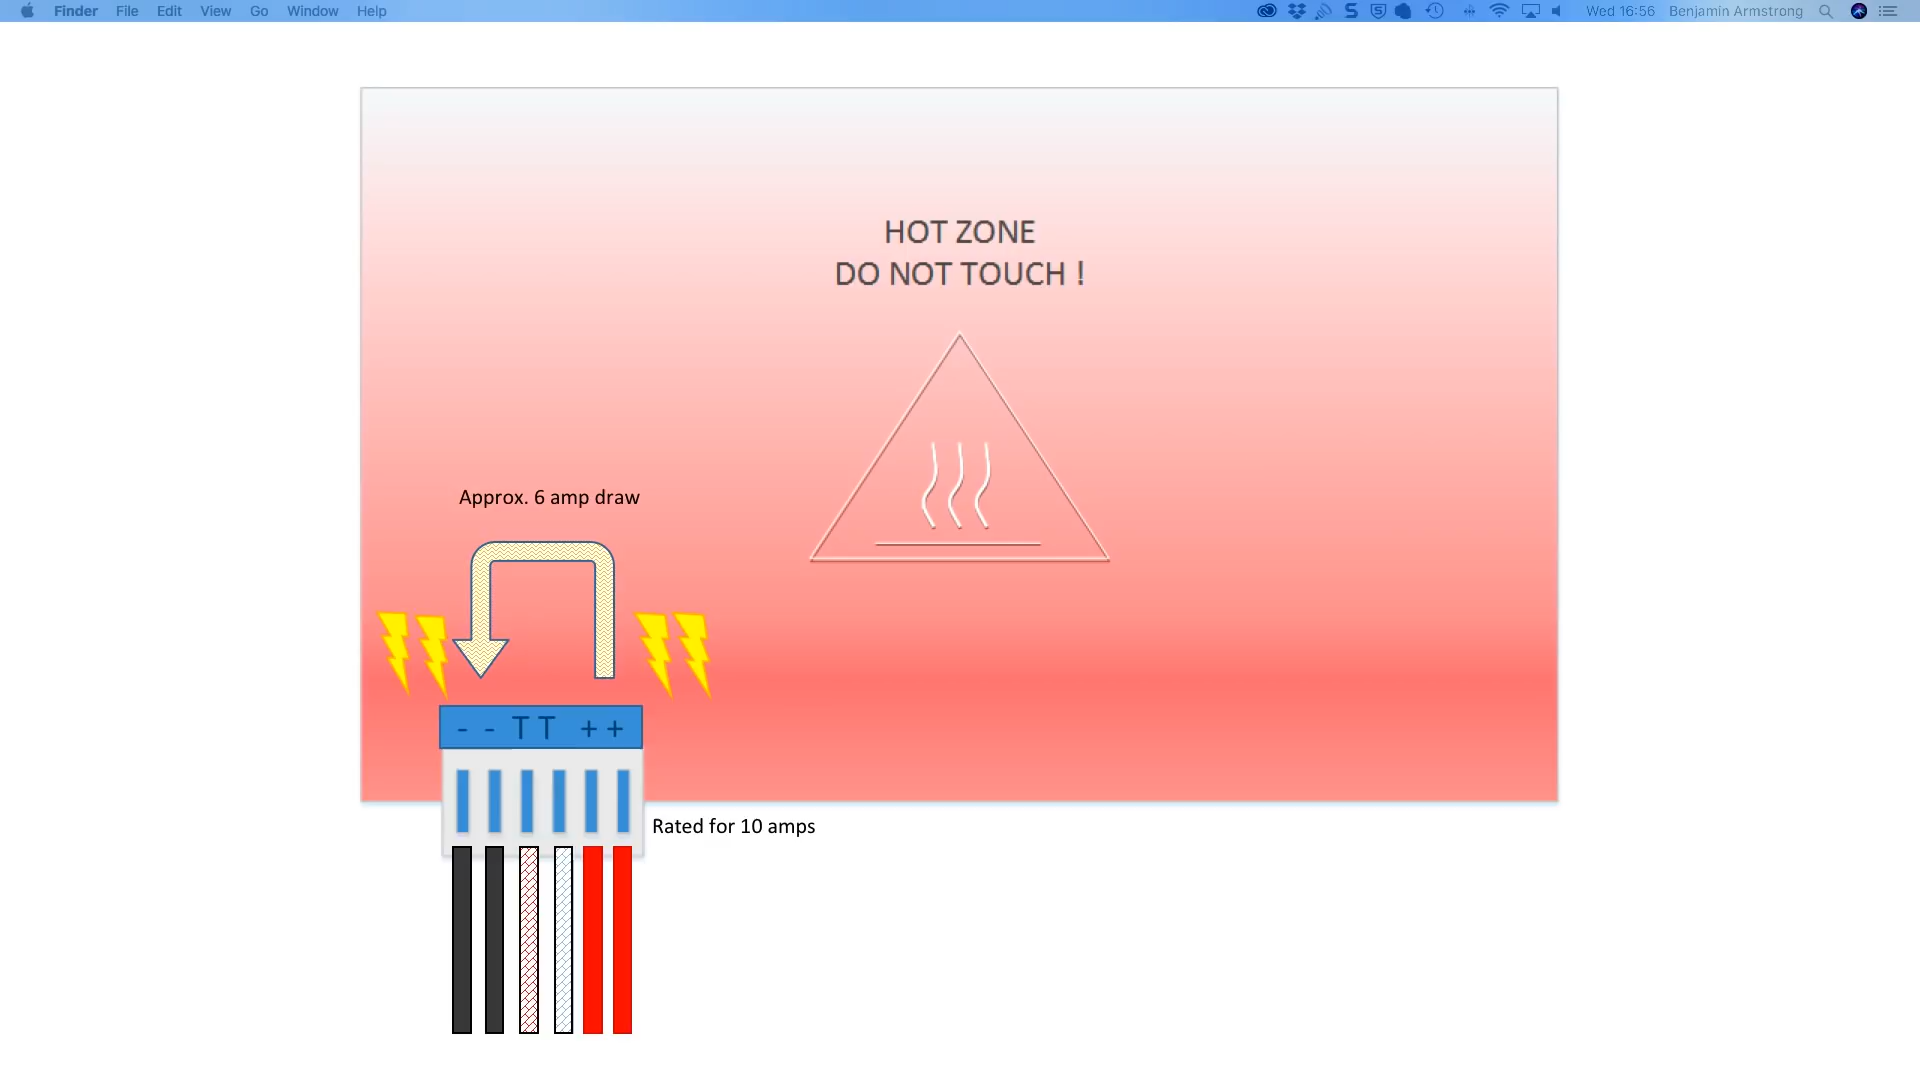 Finder File Edit View Go Window Help Wed 16:56 Benjamin Armstrong
HOT ZONE
DO NOT TOUCH !
Approx. 6 amp draw
- - T T + +
Rated for 10 amps